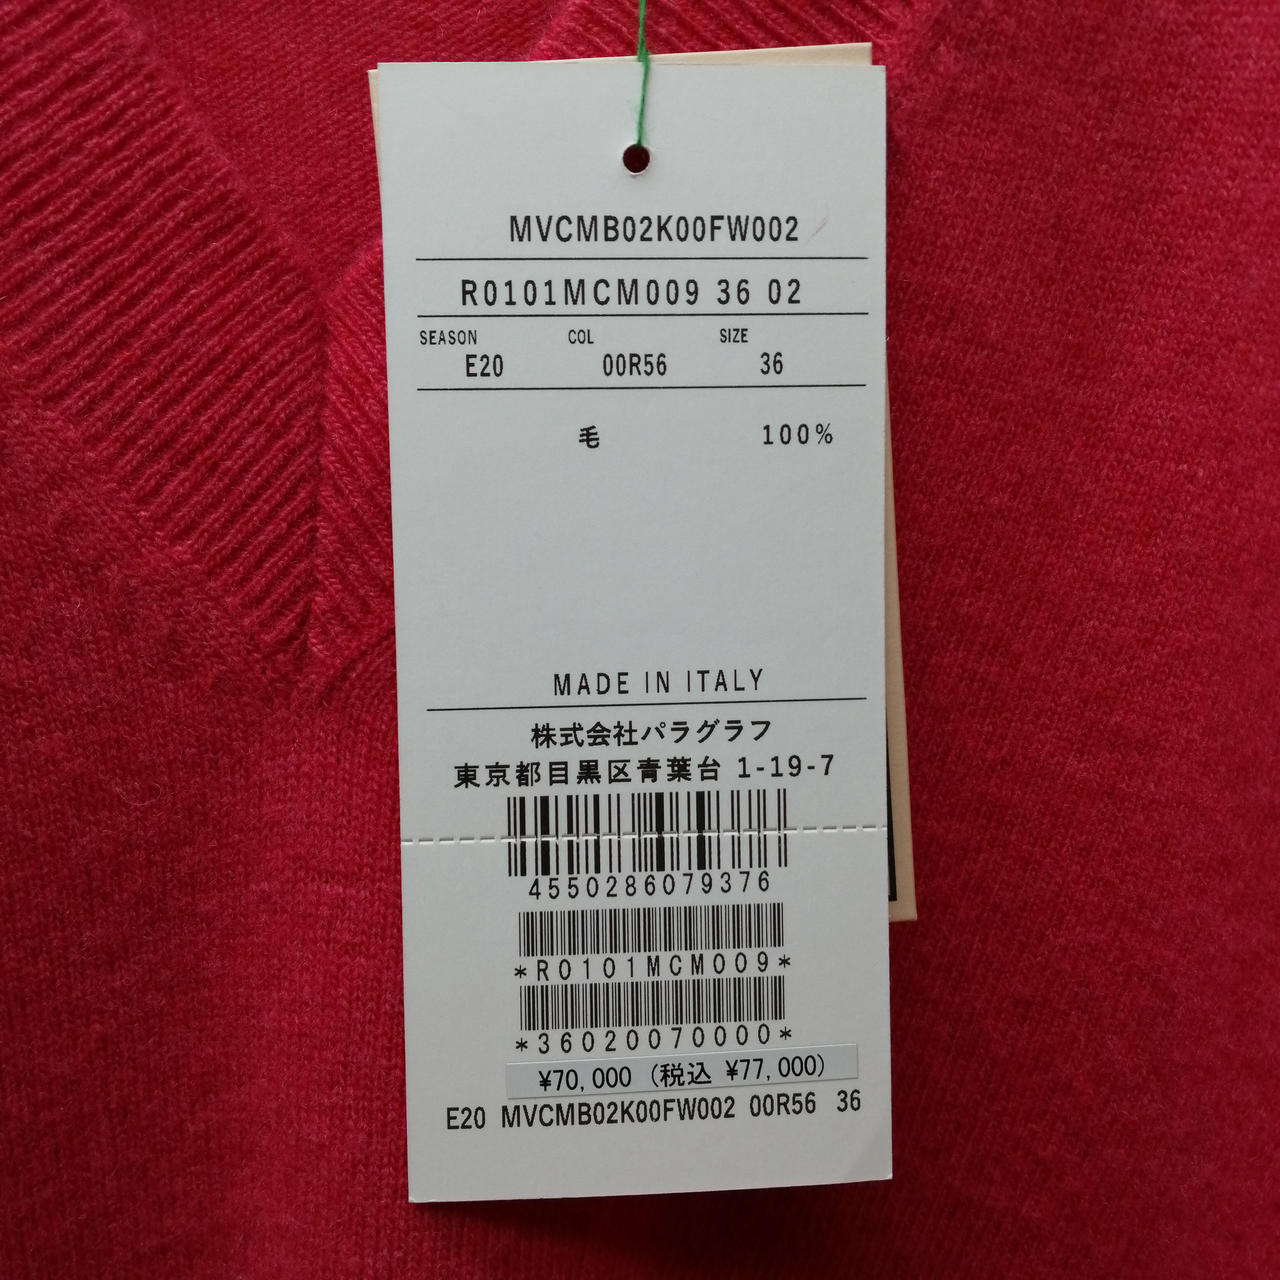 MVCMB02K00FW002
R0101MCM009 36 02
SEASON COL SIZE
E20 00R56 36
毛 100%
MADE IN ITALY
株式会社パラグラフ
東京都目黒区青葉台 1-19-7
4550286079376
*R0101MCM009*
*36020070000*
¥70,000 (税込 ¥77,000)
E20 MVCMB02K00FW002 00R56 36